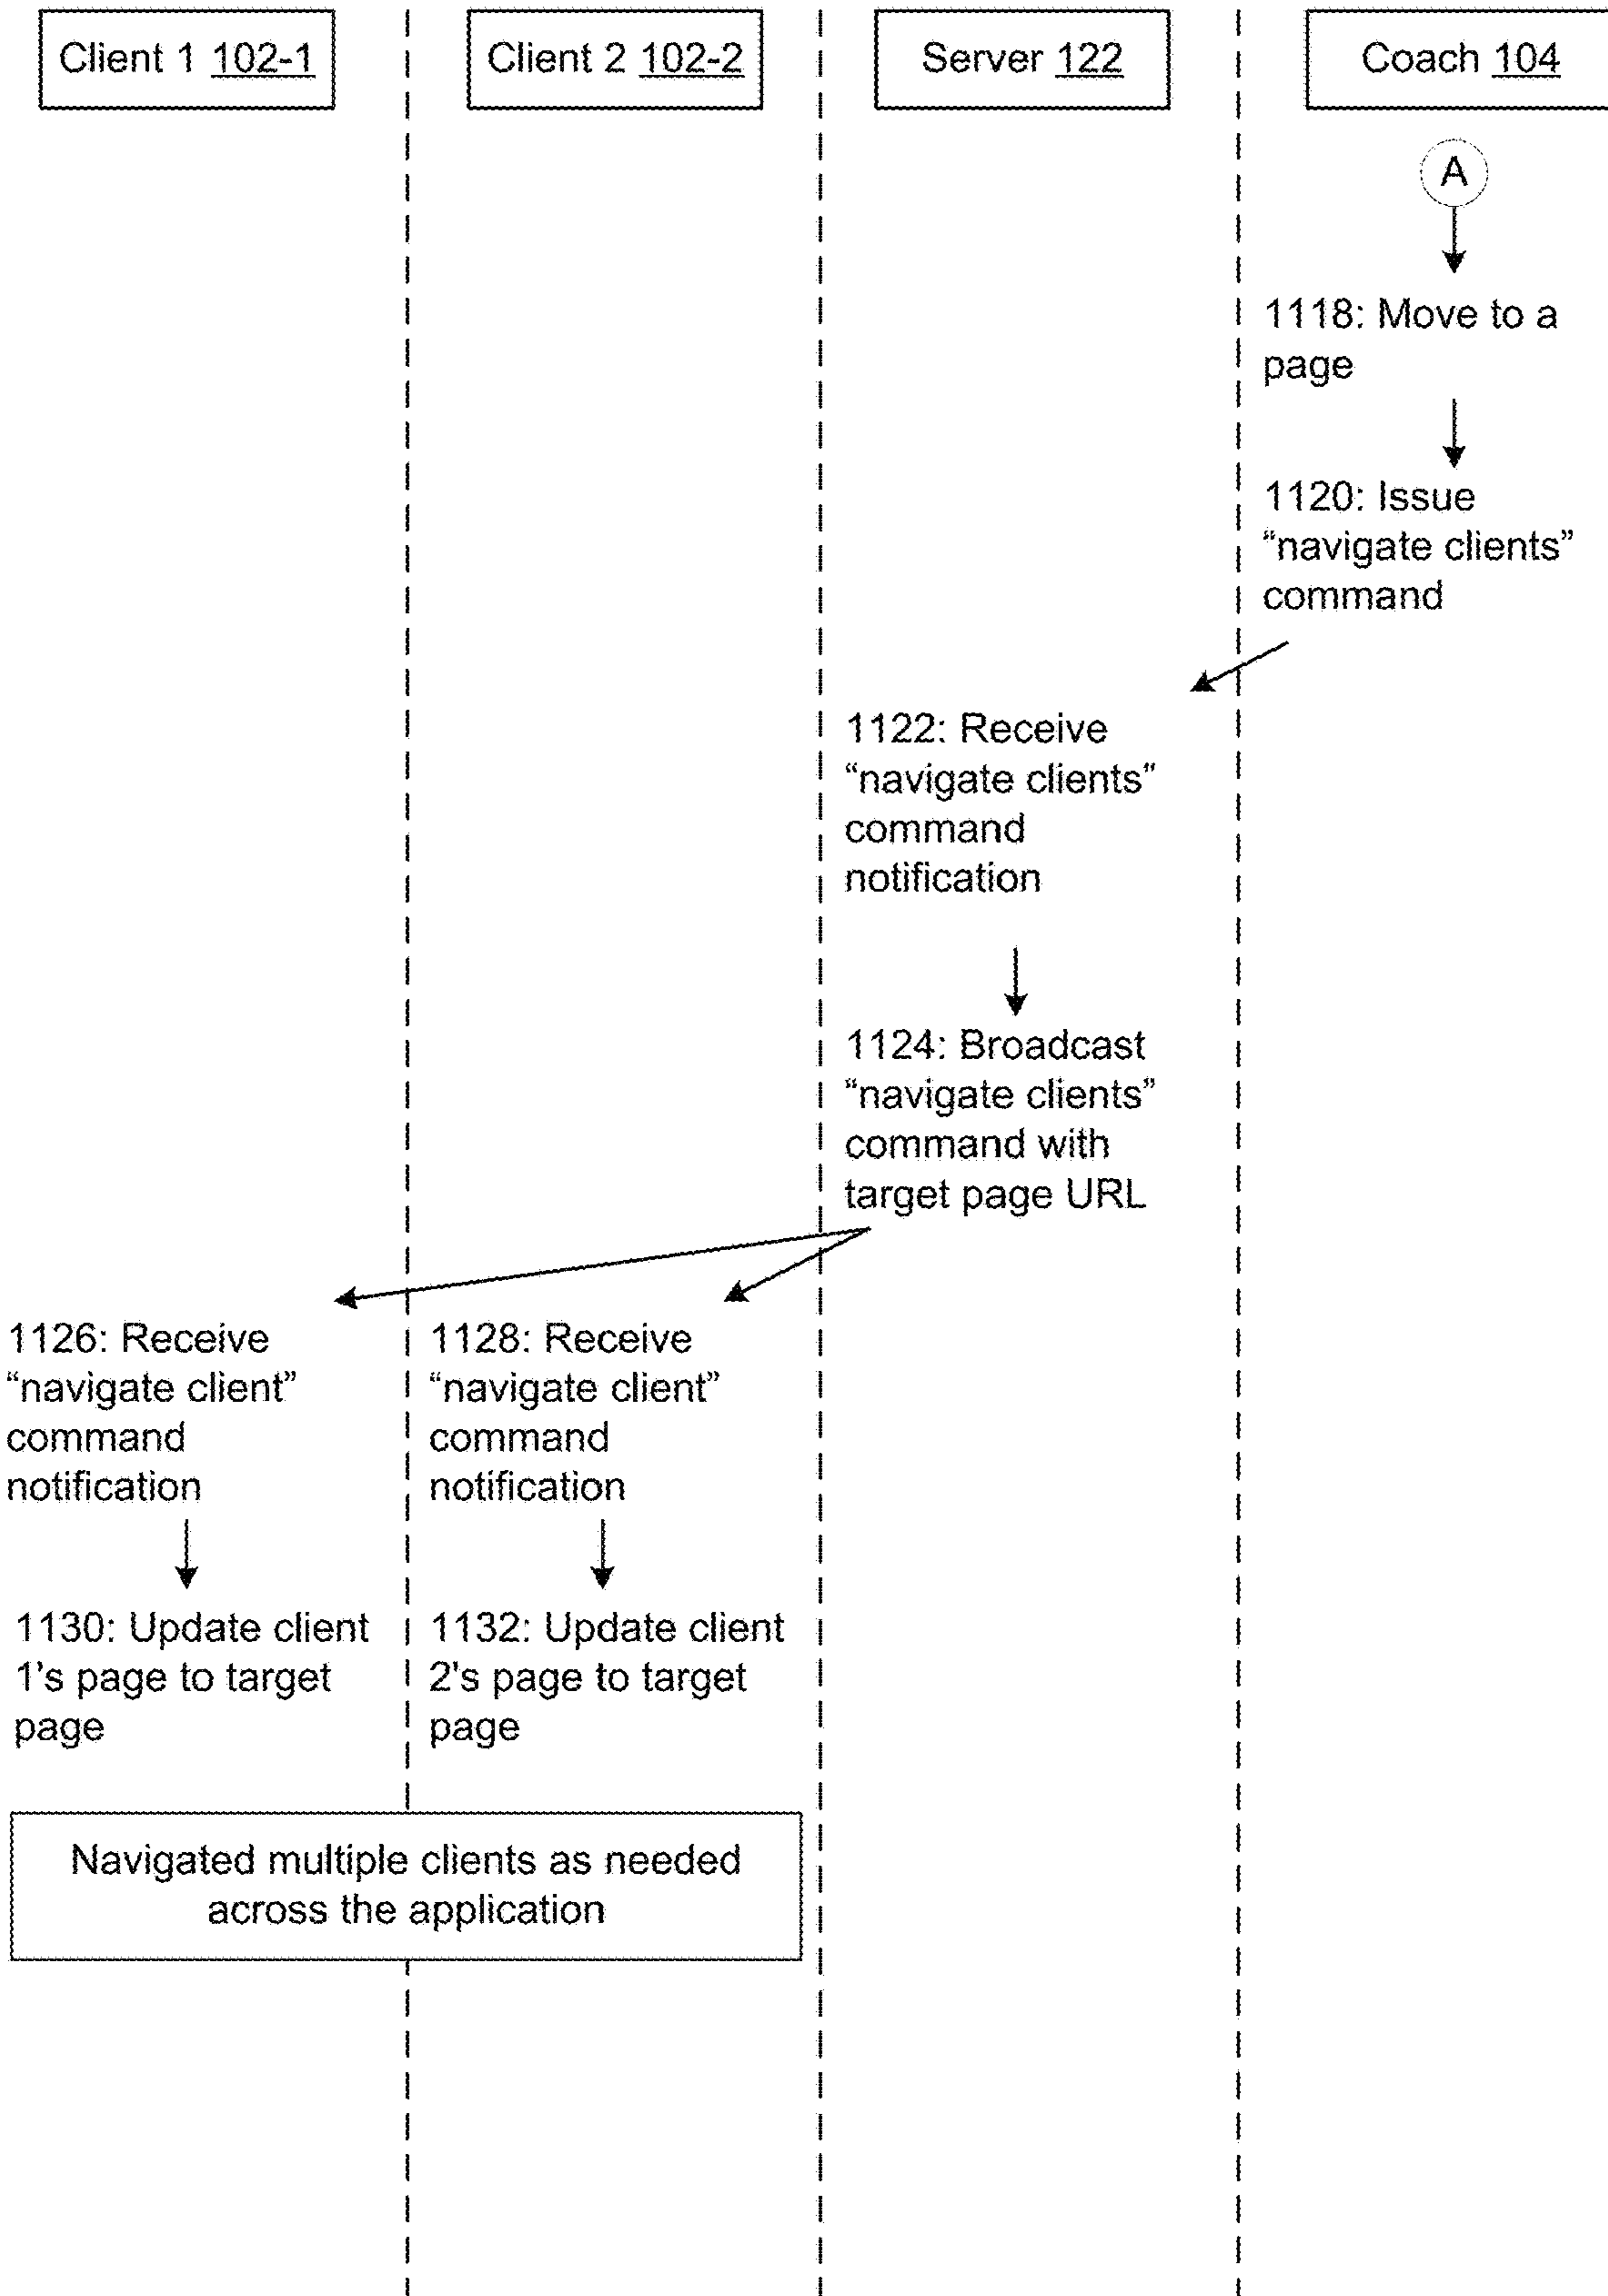 Client 1 102-1
Client 2 102-2
Server 122
Coach 104
A
1118: Move to a
page
1120: Issue
“navigate clients”
command
1122: Receive
“navigate clients”
command
notification
1124: Broadcast
“navigate clients”
command with
target page URL
1126: Receive
“navigate client”
command
notification
1128: Receive
“navigate client”
command
notification
1130: Update client
1's page to target
page
1132: Update client
2's page to target
page
Navigated multiple clients as needed
across the application